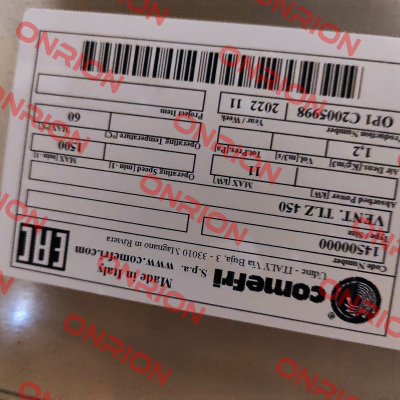 comefri®
S.p.a. www.comefri.com
Made in Italy
Udine - ITALY Via Buja, 3 - 33010 Magnano in Riviera
EAC
Code Number
14500000
Type Size
VENT. TLZ 450
Absorbed Power [kW]
MAX [kW]
11
Operating Speed [min-1]
MAX [min-1]
1500
Air Dens.[Kg/m3]
1,2
Vol.[m3/s]
Tot.Pres.[Pa]
Operating Temperature [°C]
MAX [°C]
60
Production Number
OPI C2005998
Year / Week
2022 11
Project Item
ONRION